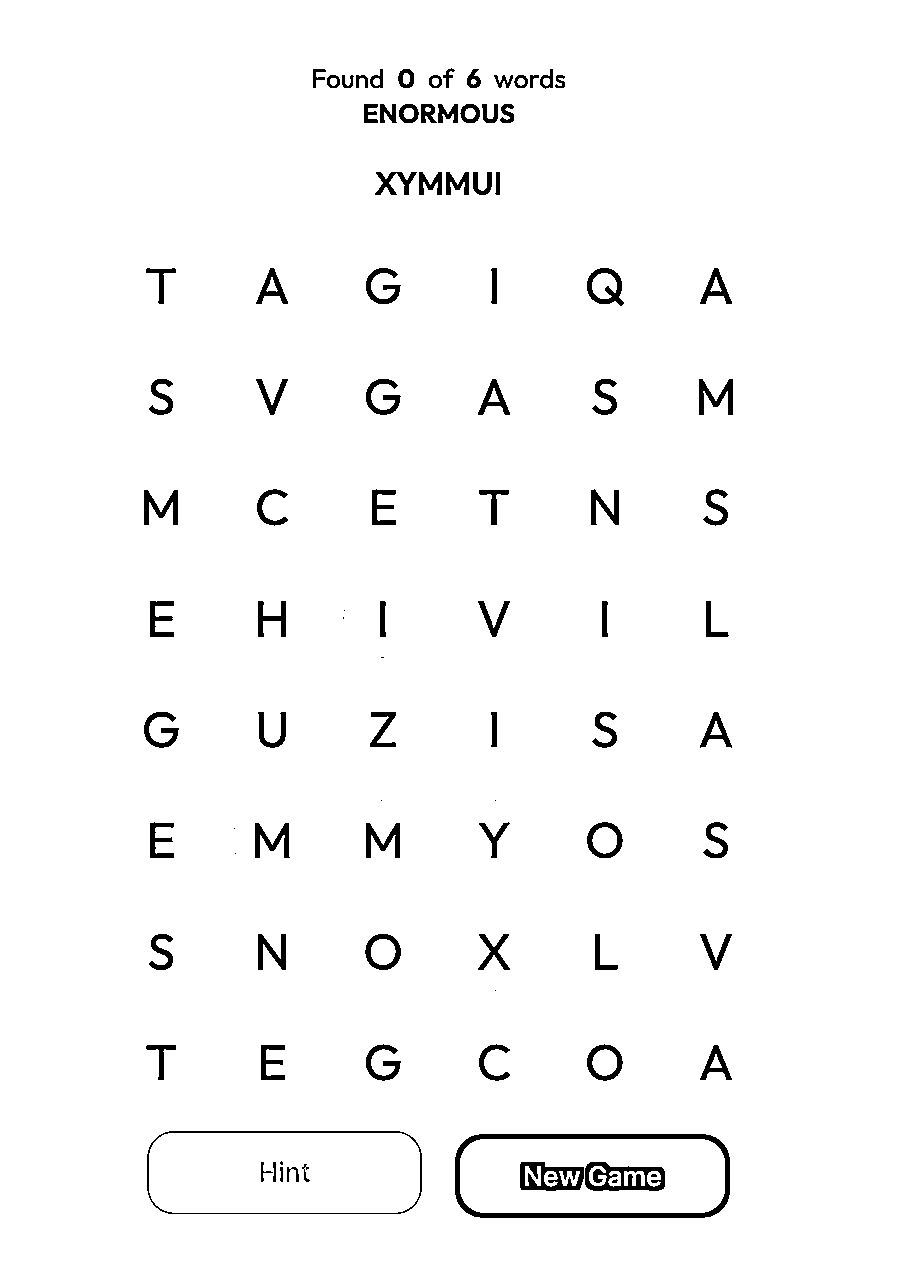 Found 0 of 6 words
ENORMOUS
XYMMUI
T A G I Q A
S V G A S M
M C E T N S
E H I V I L
G U Z I S A
E M M Y O S
S N O X L V
T E G C O A
Hint
New Game